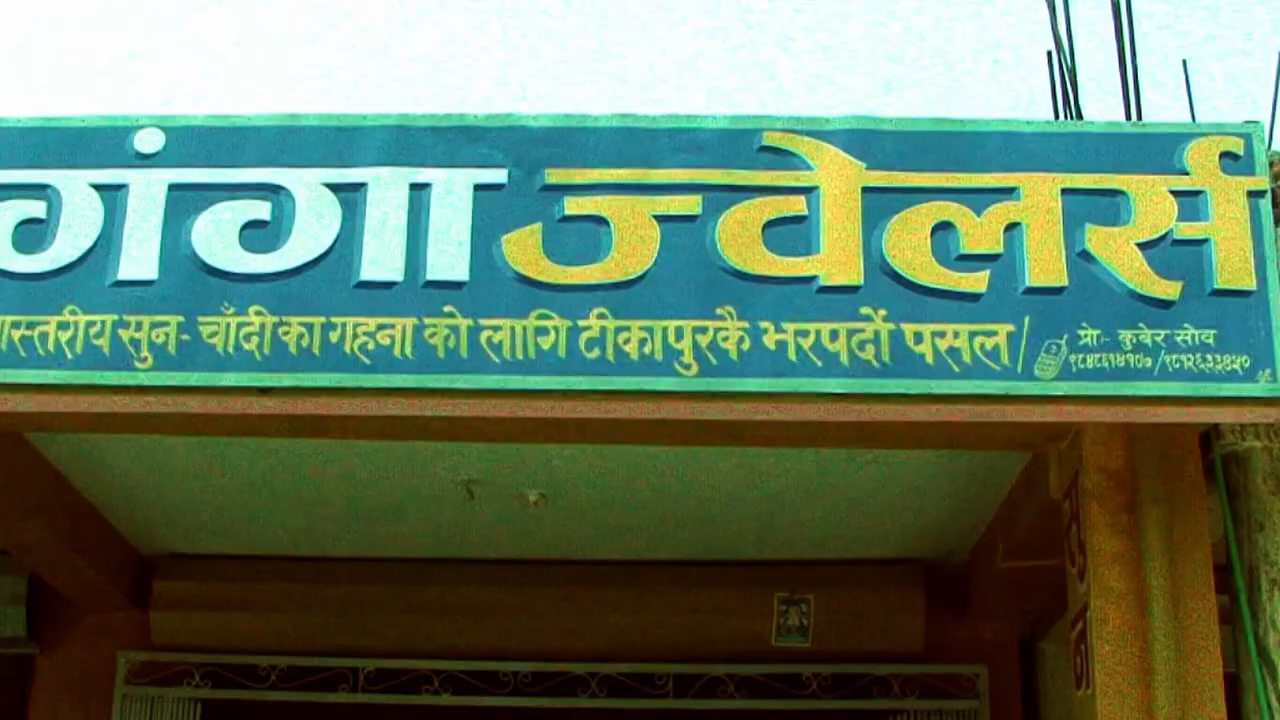 गंगा ज्वेलर्स
स्तरीय सुन- चाँदी का गहना को लागि टीकापुरकै भरपर्दो पसल /
प्रो:- कुबेर सोव